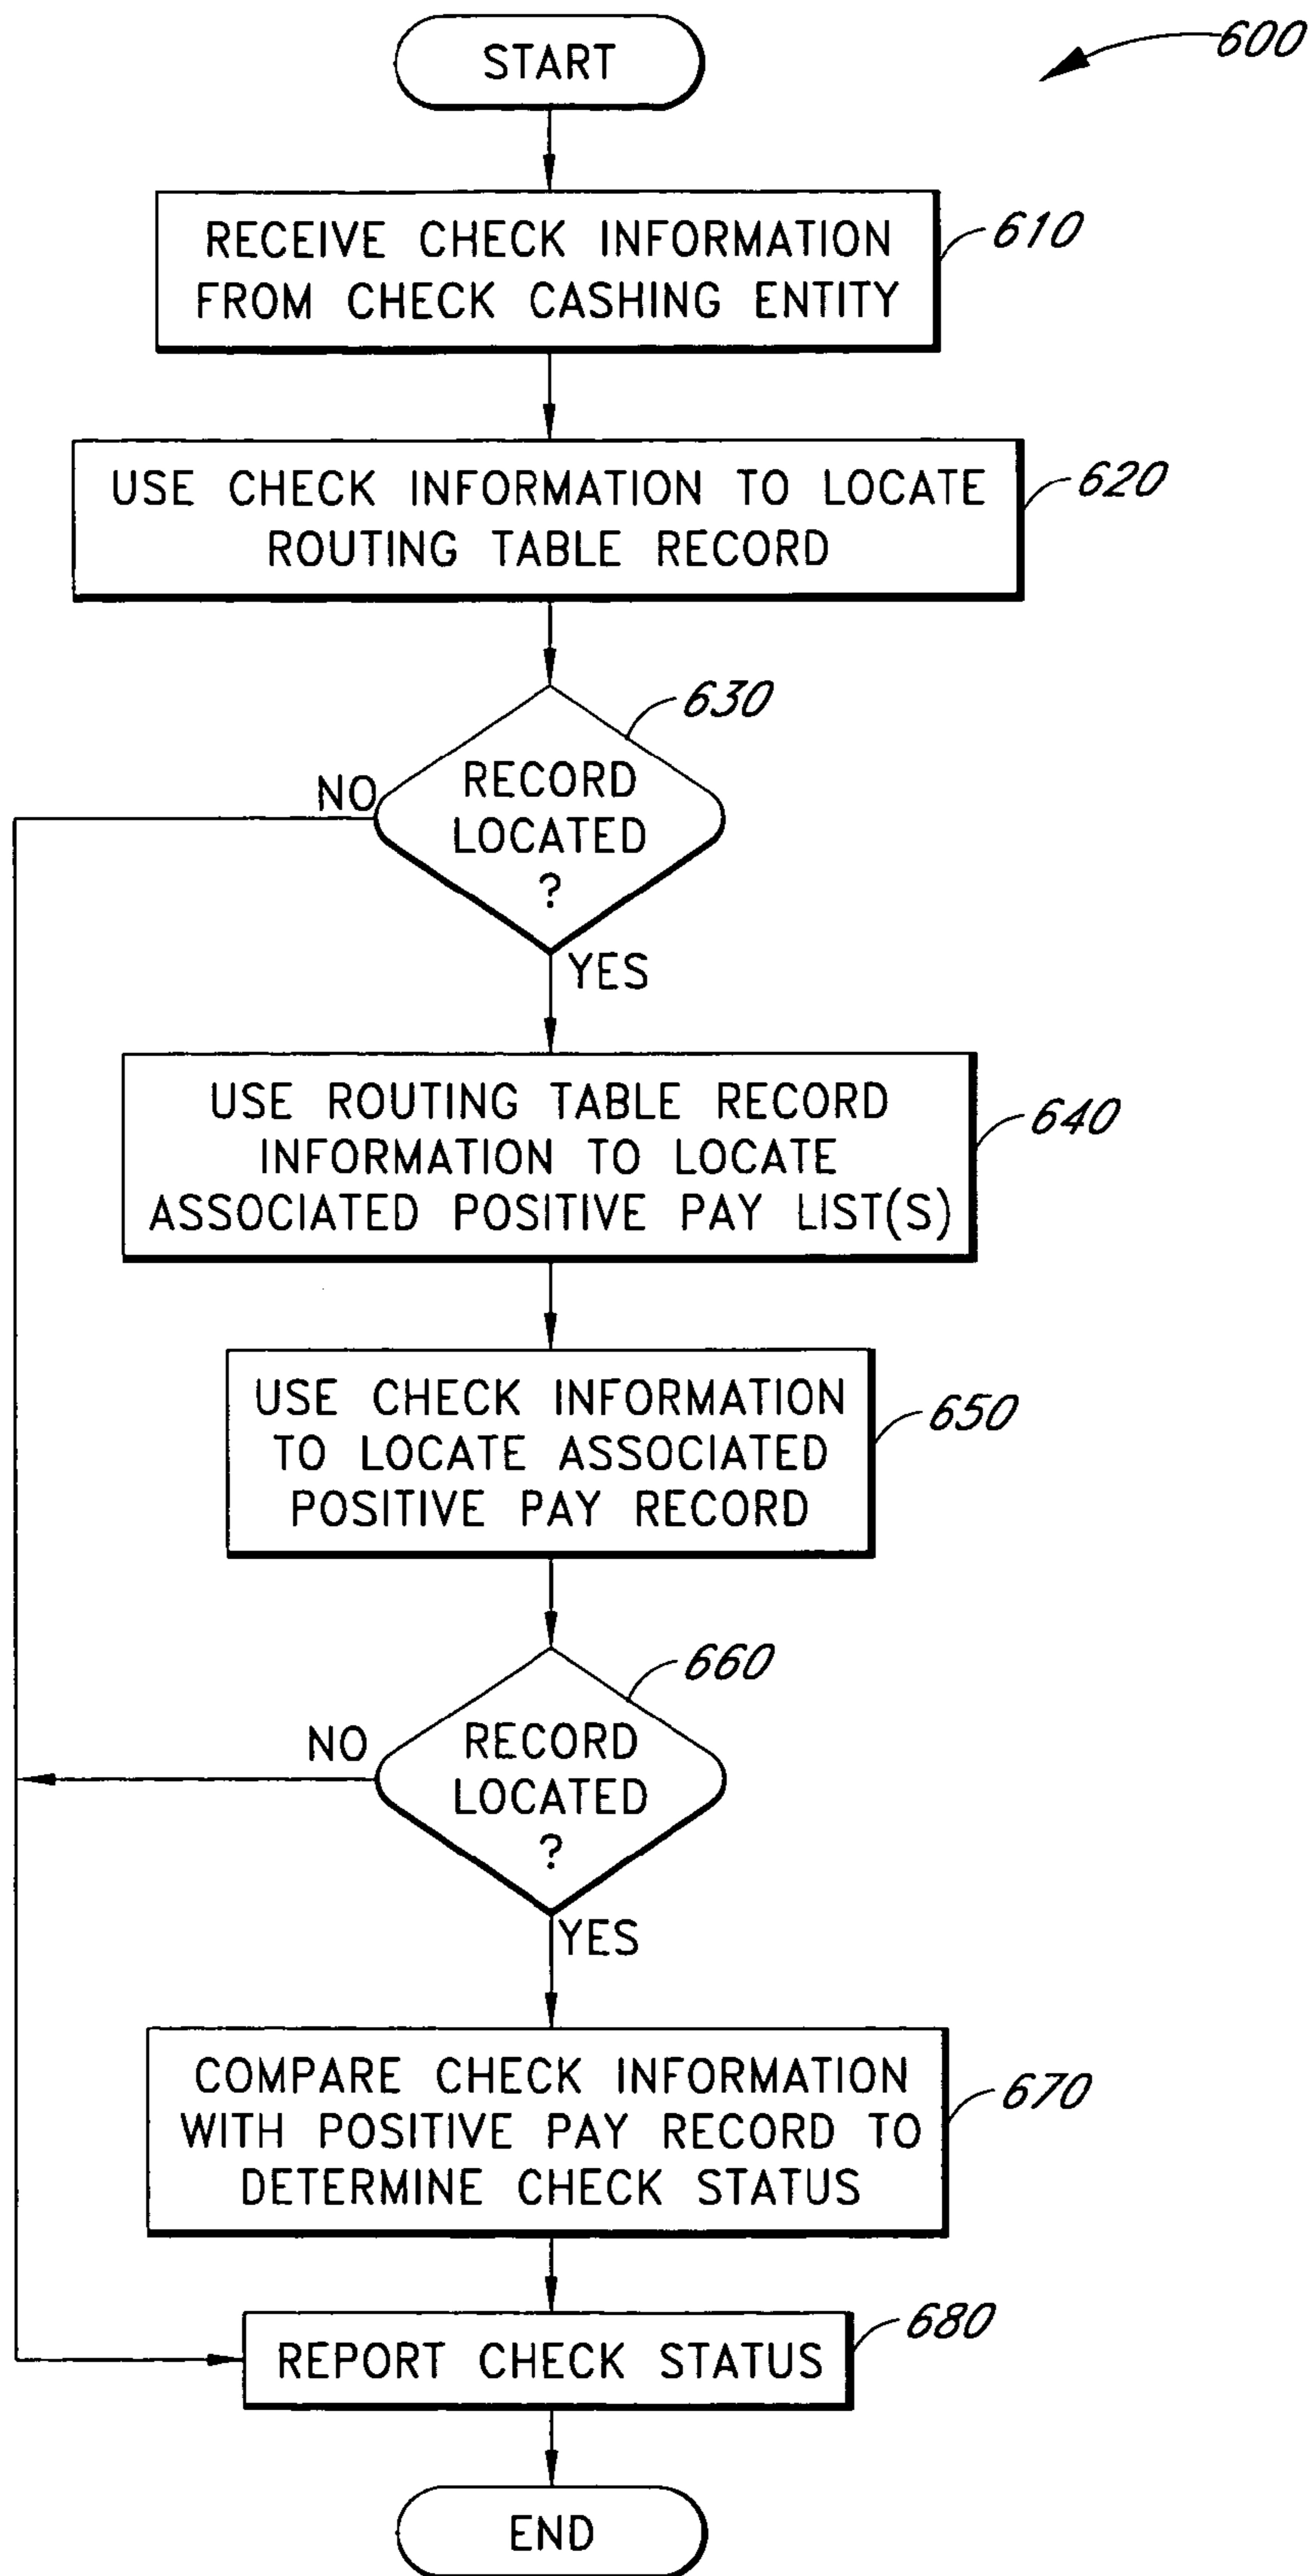 START
600
RECEIVE CHECK INFORMATION
FROM CHECK CASHING ENTITY
610
USE CHECK INFORMATION TO LOCATE
ROUTING TABLE RECORD
620
630
RECORD
LOCATED
?
NO
YES
USE ROUTING TABLE RECORD
INFORMATION TO LOCATE
ASSOCIATED POSITIVE PAY LIST(S)
640
USE CHECK INFORMATION
TO LOCATE ASSOCIATED
POSITIVE PAY RECORD
650
660
RECORD
LOCATED
?
NO
YES
COMPARE CHECK INFORMATION
WITH POSITIVE PAY RECORD TO
DETERMINE CHECK STATUS
670
REPORT CHECK STATUS
680
END